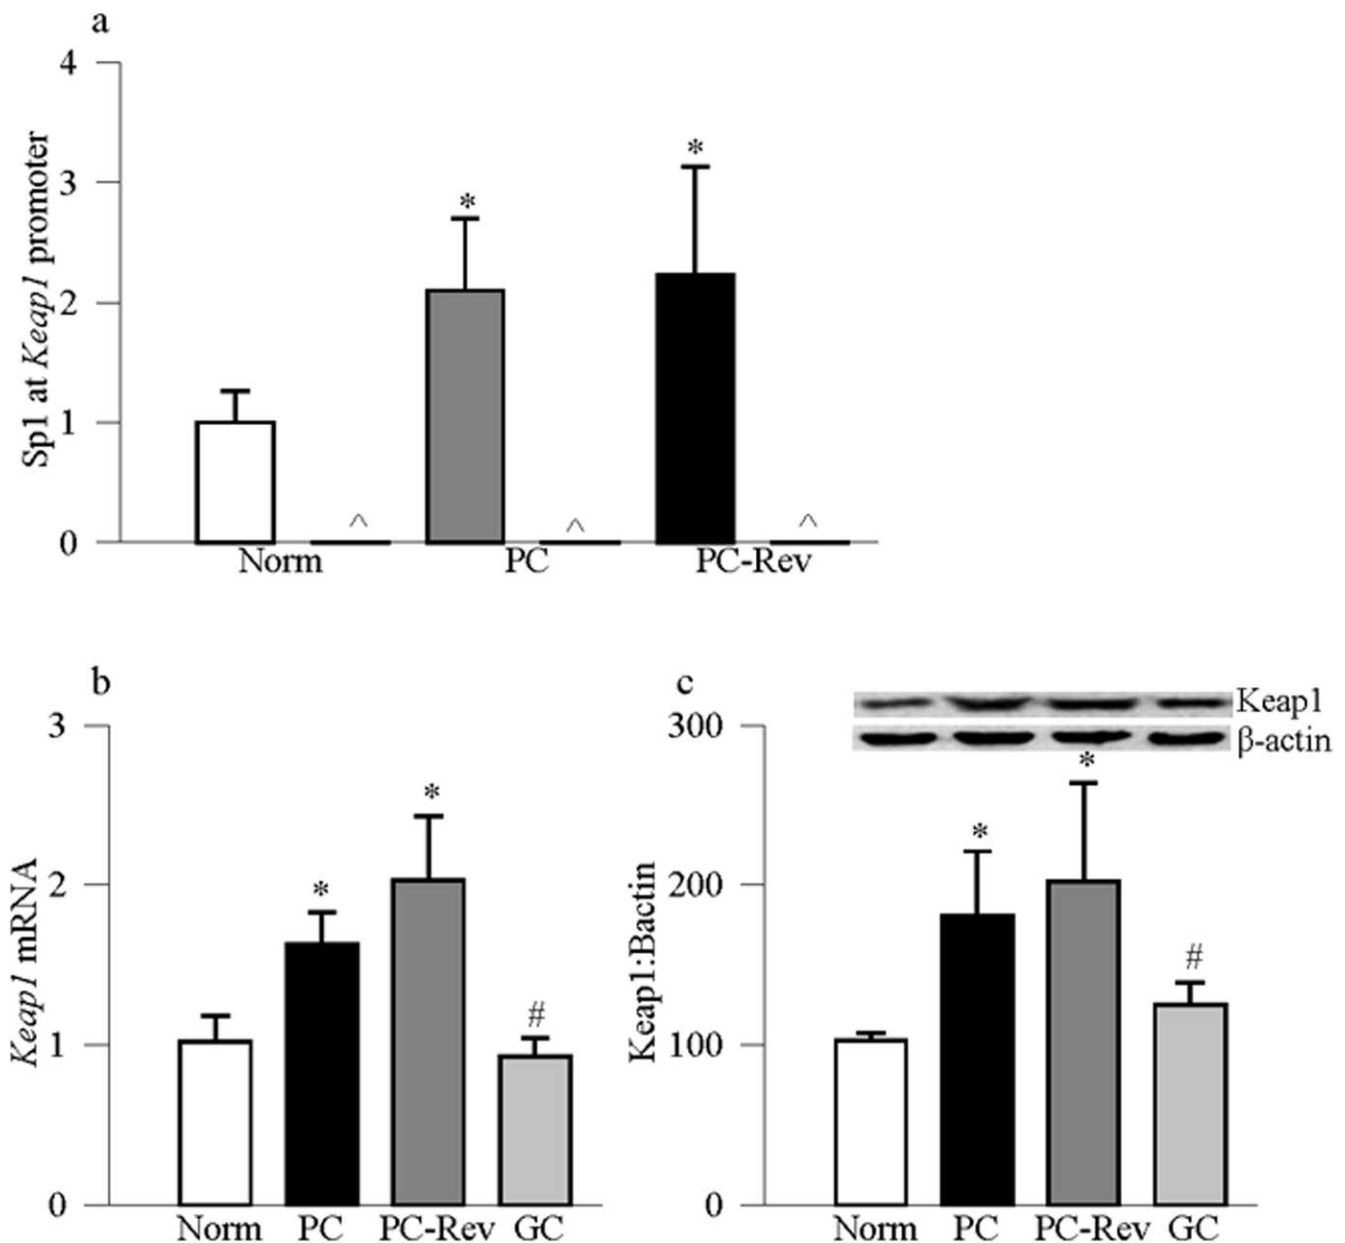 a
Sp1 at Keap1 promoter
4
3
2
1
0
*
*
^
^
^
Norm
PC
PC-Rev
b
Keap1 mRNA
3
2
1
0
*
*
#
Norm
PC
PC-Rev
GC
c
Keap1
β-actin
Keap1:Bactin
300
200
100
0
*
*
#
Norm
PC
PC-Rev
GC